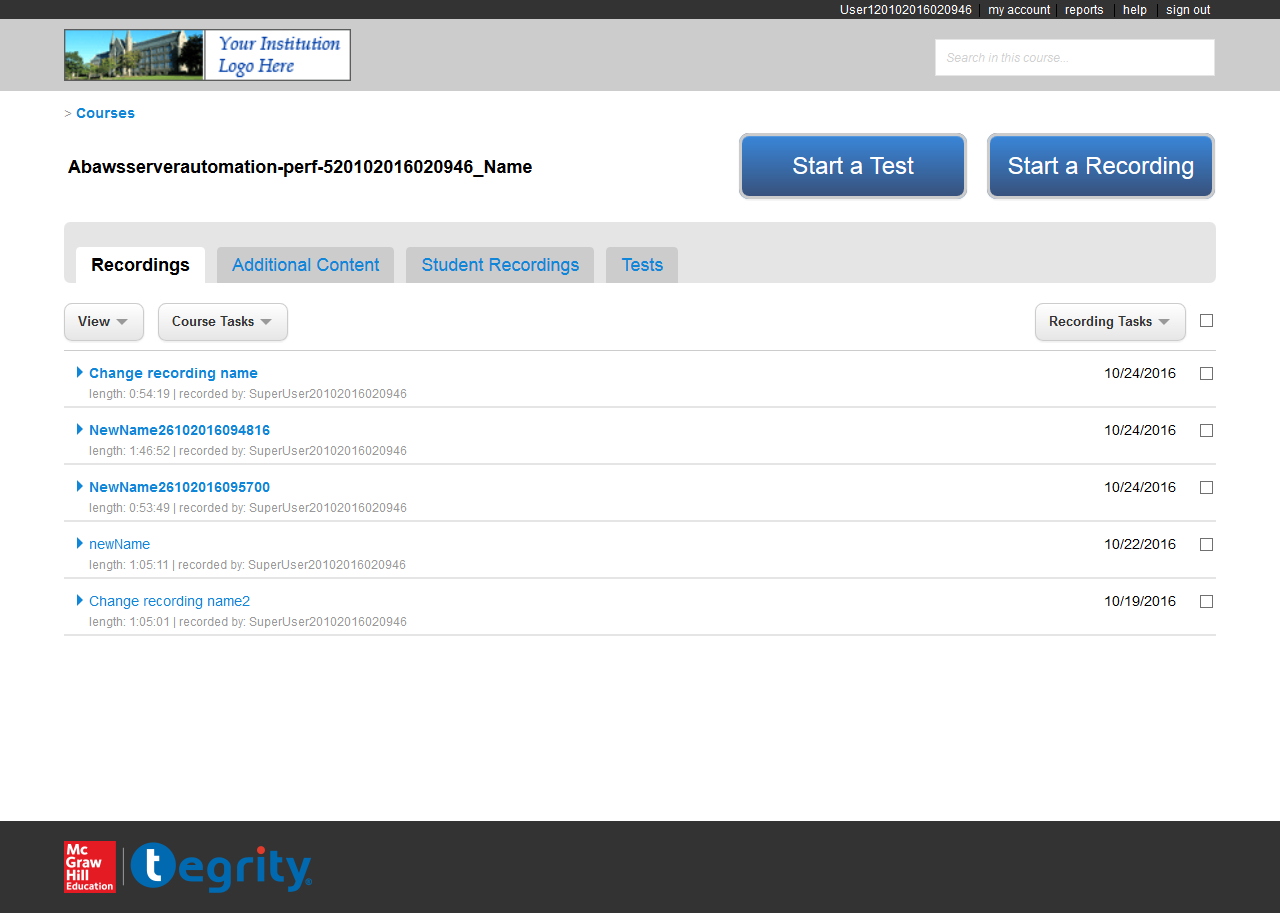 User120102016020946 my account reports help sign out
Your Institution
Logo Here
Search in this course...
> Courses
Abawsserverautomation-perf-520102016020946_Name
Start a Test Start a Recording
Recordings Additional Content Student Recordings Tests
View Course Tasks Recording Tasks
Change recording name 10/24/2016
length: 0:54:19 | recorded by: SuperUser20102016020946
NewName26102016094816 10/24/2016
length: 1:46:52 | recorded by: SuperUser20102016020946
NewName26102016095700 10/24/2016
length: 0:53:49 | recorded by: SuperUser20102016020946
newName 10/22/2016
length: 1:05:11 | recorded by: SuperUser20102016020946
Change recording name2 10/19/2016
length: 1:05:01 | recorded by: SuperUser20102016020946
Mc
Graw
Hill
Education
tegrity®